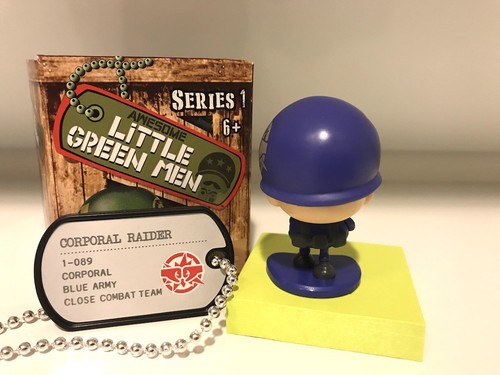 SERIES 1
6+
AWESOME
LiTTLE
GREEN MEN
CORPORAL RAIDER
1-089
CORPORAL
BLUE ARMY
CLOSE COMBAT TEAM